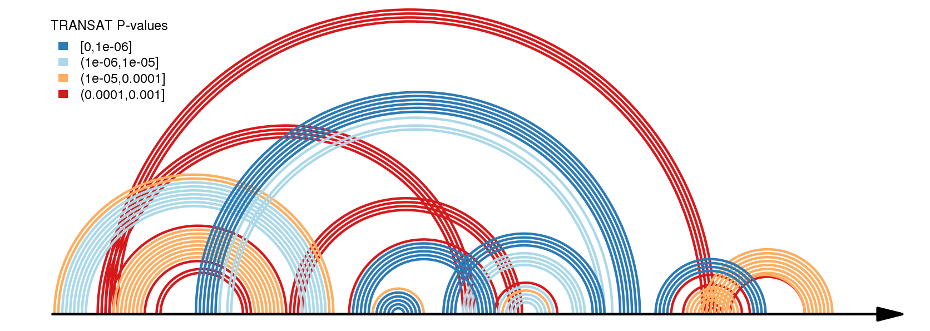 TRANSAT P-values
[0,1e-06]
(1e-06,1e-05]
(1e-05,0.0001]
(0.0001,0.001]